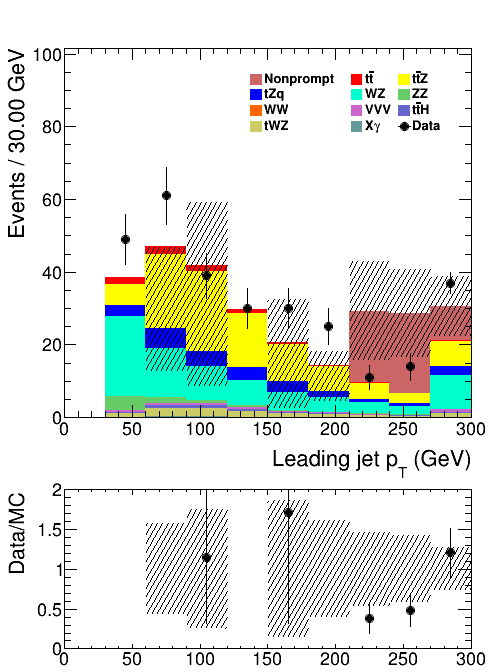 Events / 30.00 GeV
100
80
60
40
20
0
Nonprompt tt̄ tt̄Z
tZq WZ ZZ
WW VVV tt̄H
tWZ Xγ Data
0 50 100 150 200 250 300
Leading jet p_T (GeV)
Data/MC
2
1.5
1
0.5
0
0 50 100 150 200 250 300